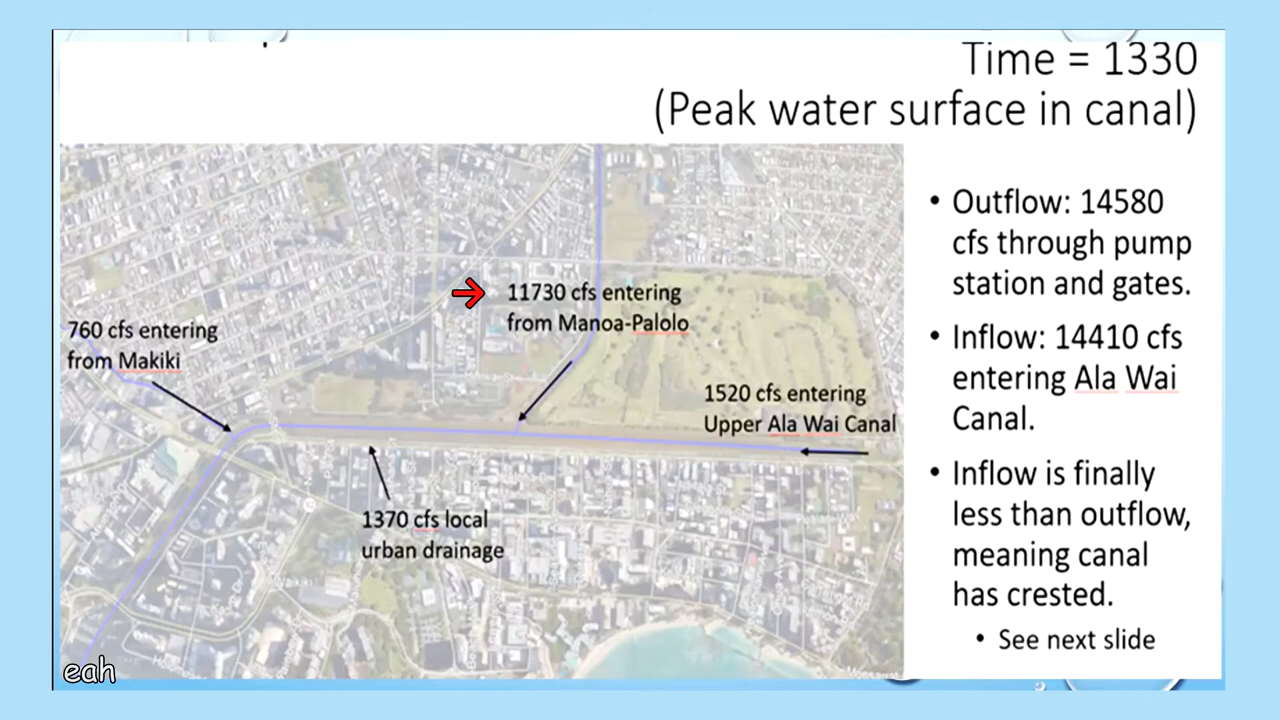 Time = 1330
(Peak water surface in canal)
11730 cfs entering
from Manoa-Palolo
760 cfs entering
from Makiki
1520 cfs entering
Upper Ala Wai Canal
1370 cfs local
urban drainage
• Outflow: 14580
cfs through pump
station and gates.
• Inflow: 14410 cfs
entering Ala Wai
Canal.
• Inflow is finally
less than outflow,
meaning canal
has crested.
• See next slide
eah